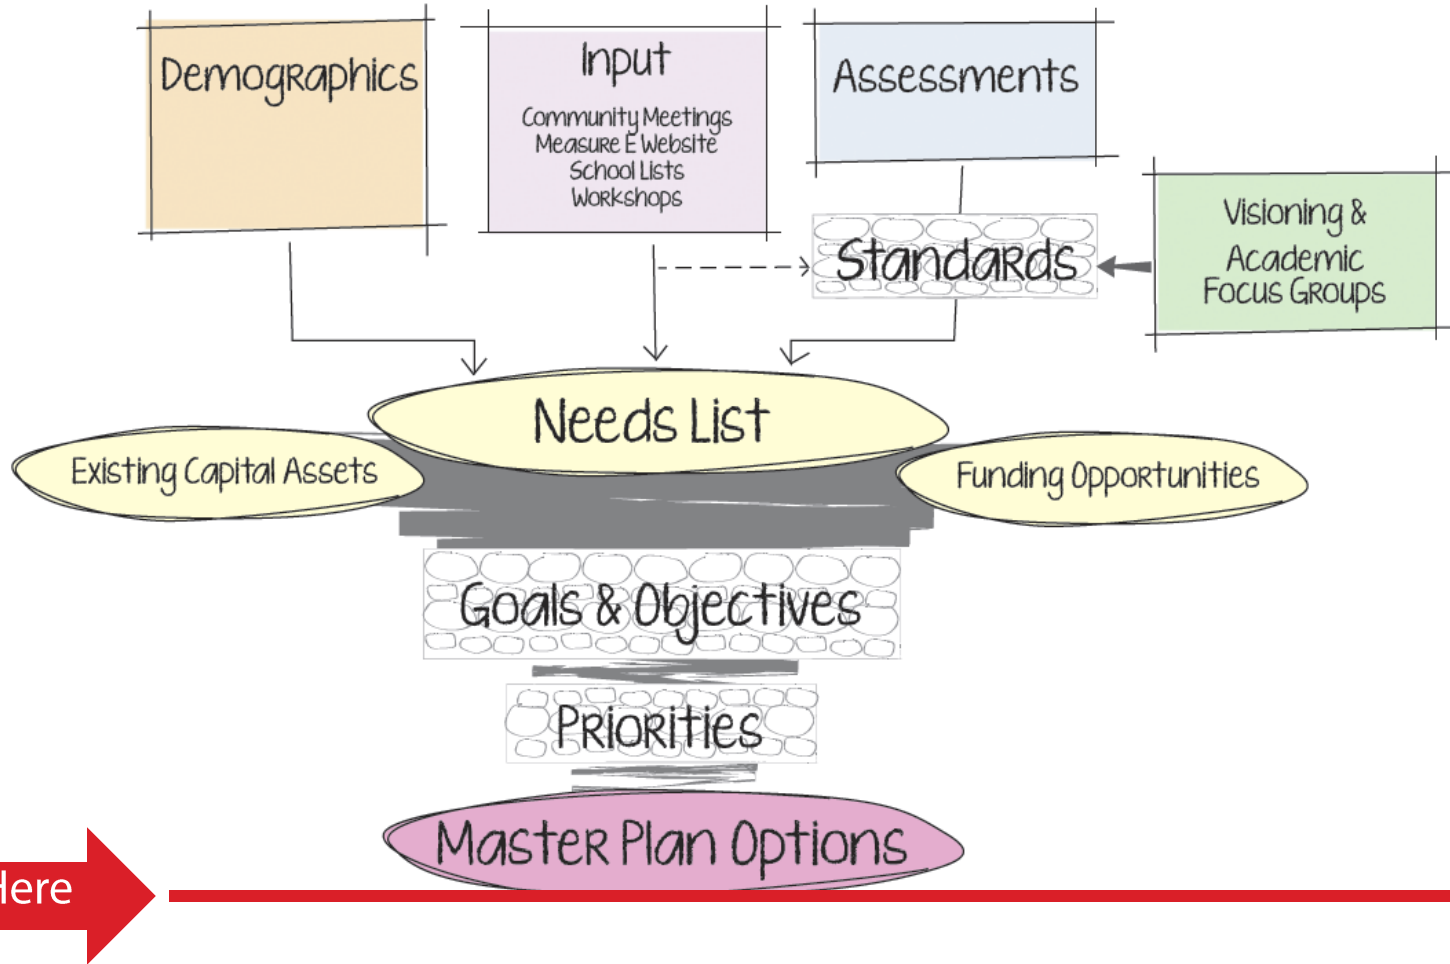 Demographics
Input
Community Meetings
Measure E Website
School Lists
Workshops
Assessments
Visioning &
Academic
Focus Groups
Standards
Needs List
Existing Capital Assets
Funding Opportunities
Goals & Objectives
Priorities
Master Plan Options
Here